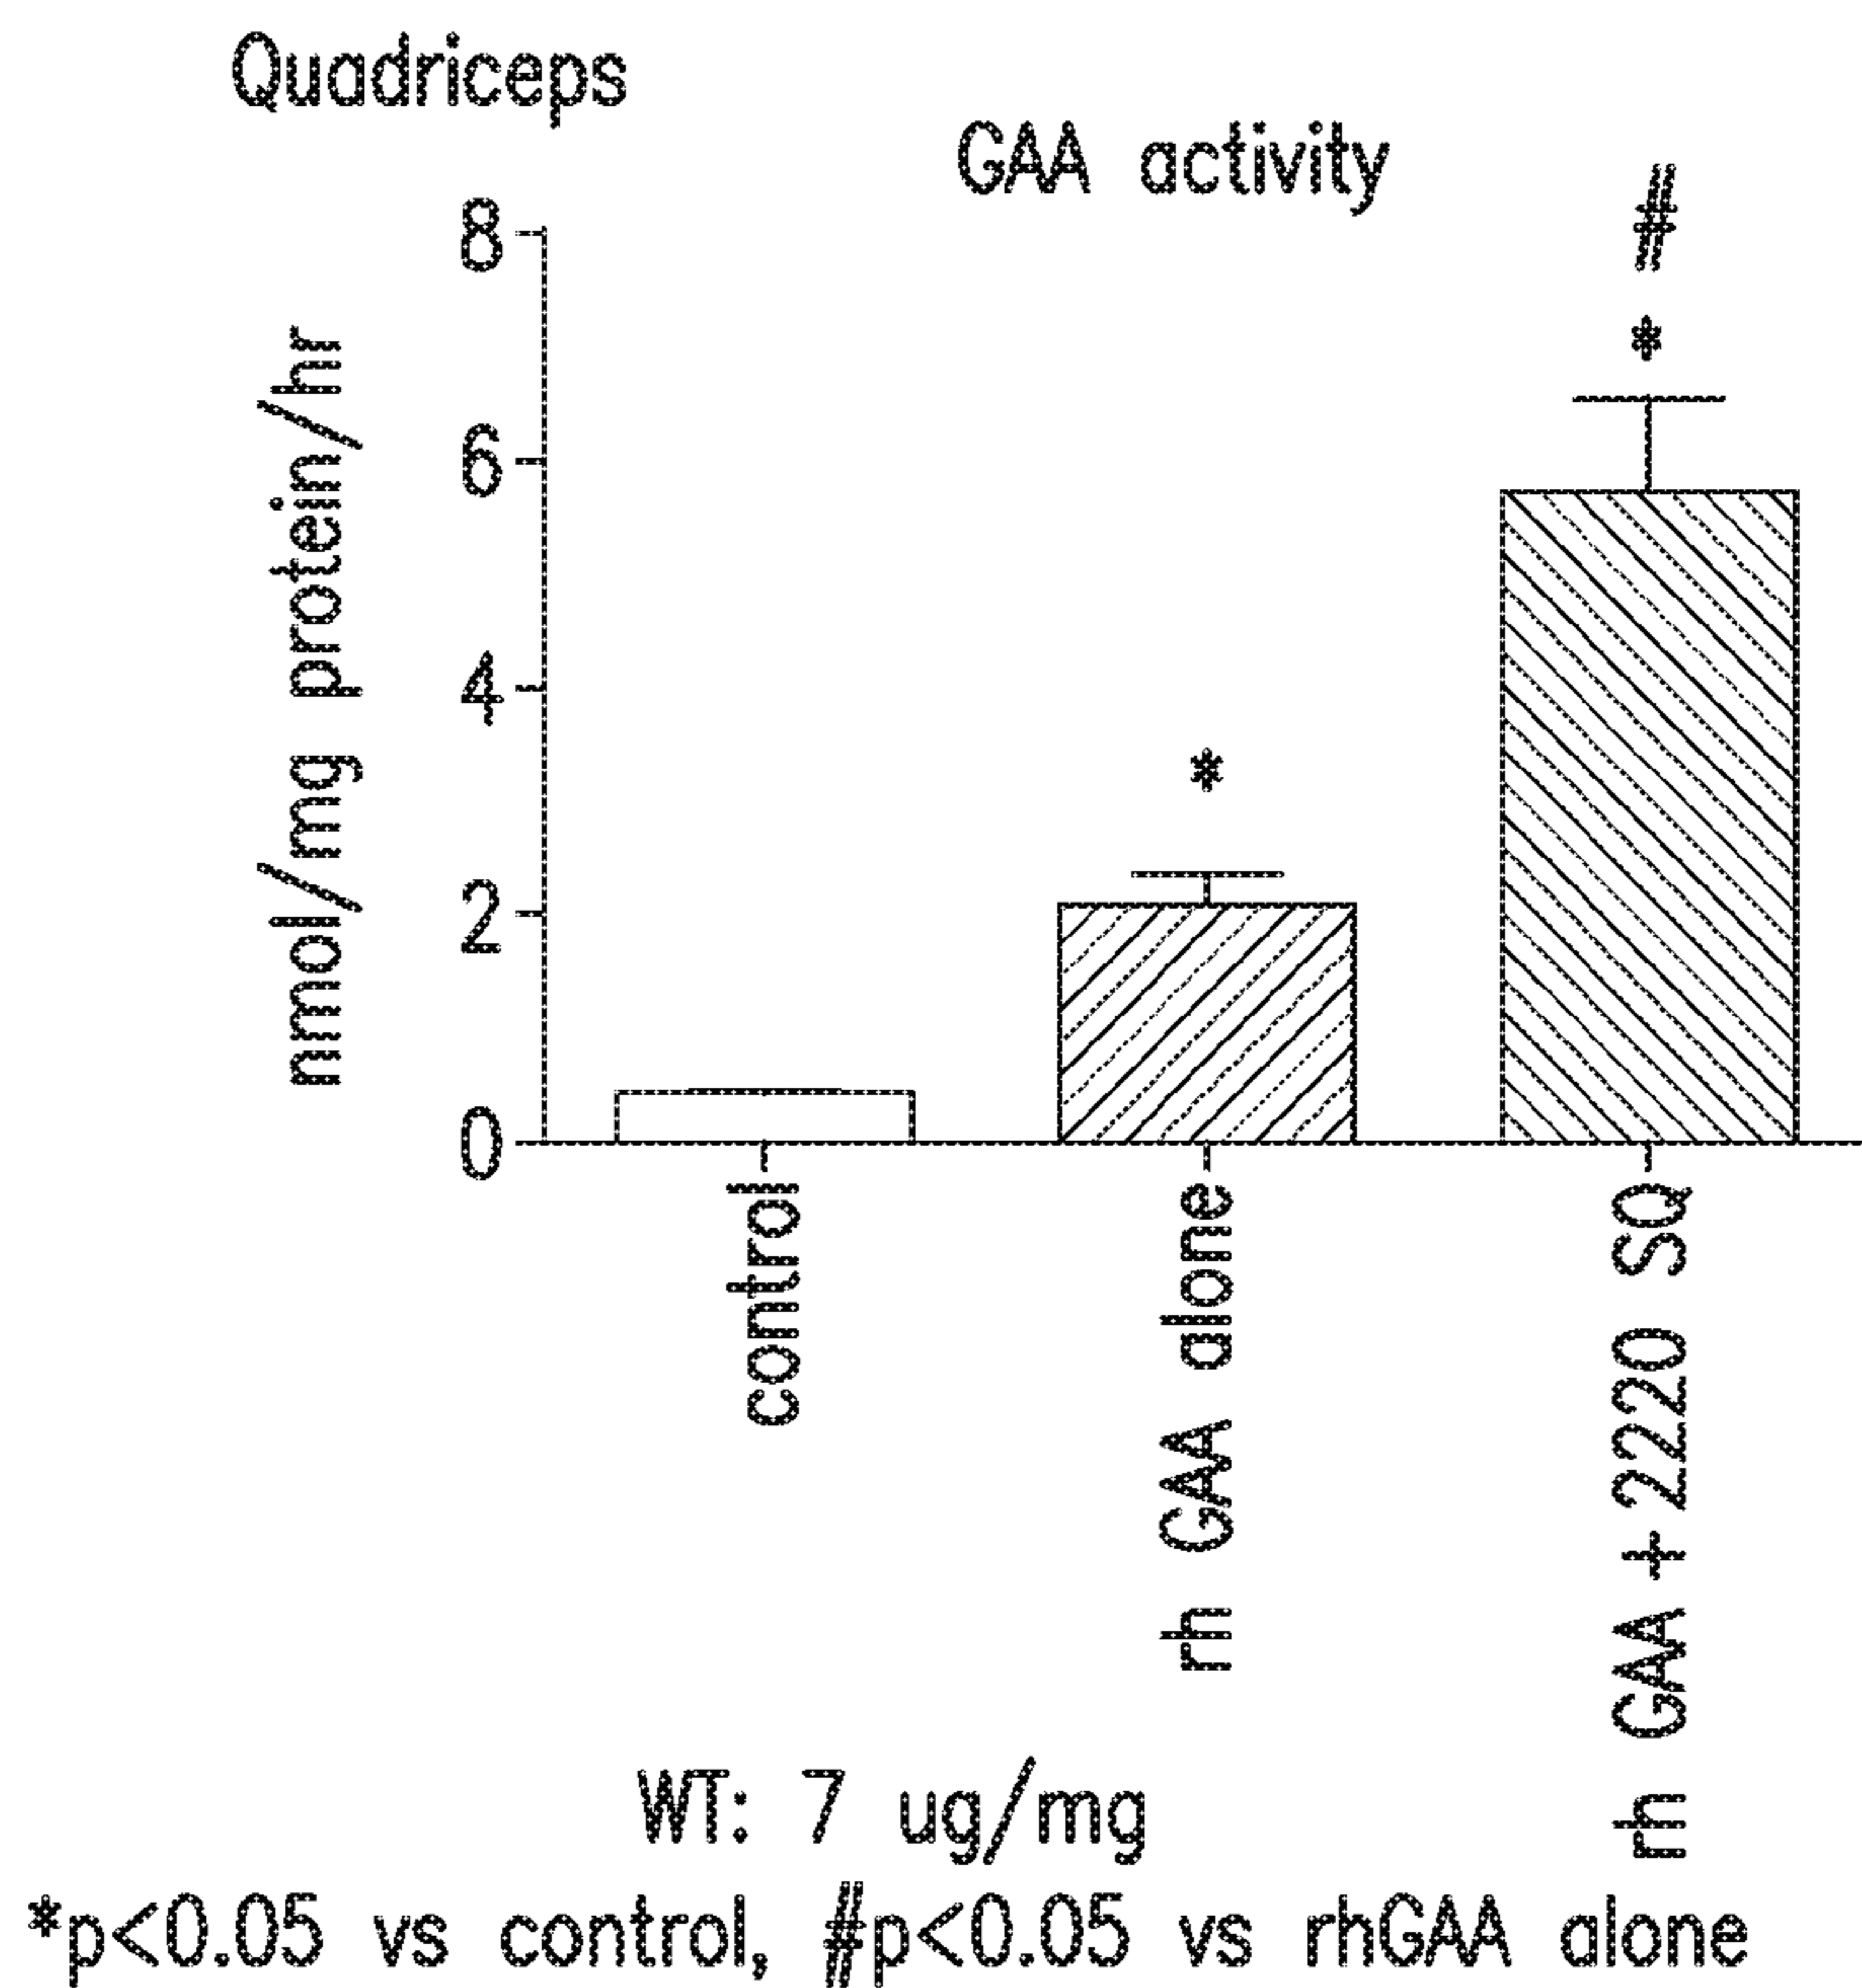 Quadriceps
GAA activity
nmol/mg protein/hr
8
6
4
2
0
#
*
*
control
rh GAA alone
rh GAA + 2220 SQ
WT: 7 ug/mg
*p<0.05 vs control, #p<0.05 vs rhGAA alone